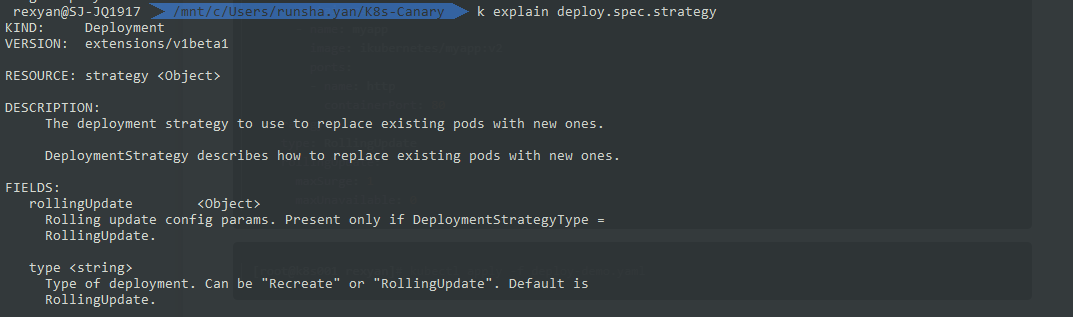 rexyan@SJ-JQ1917 /mnt/c/Users/runsha.yan/K8s-Canary k explain deploy.spec.strategy
KIND: Deployment
VERSION: extensions/v1beta1
RESOURCE: strategy <Object>
DESCRIPTION:
The deployment strategy to use to replace existing pods with new ones.
DeploymentStrategy describes how to replace existing pods with new ones.
FIELDS:
rollingUpdate <Object>
Rolling update config params. Present only if DeploymentStrategyType =
RollingUpdate.
type <string>
Type of deployment. Can be "Recreate" or "RollingUpdate". Default is
RollingUpdate.